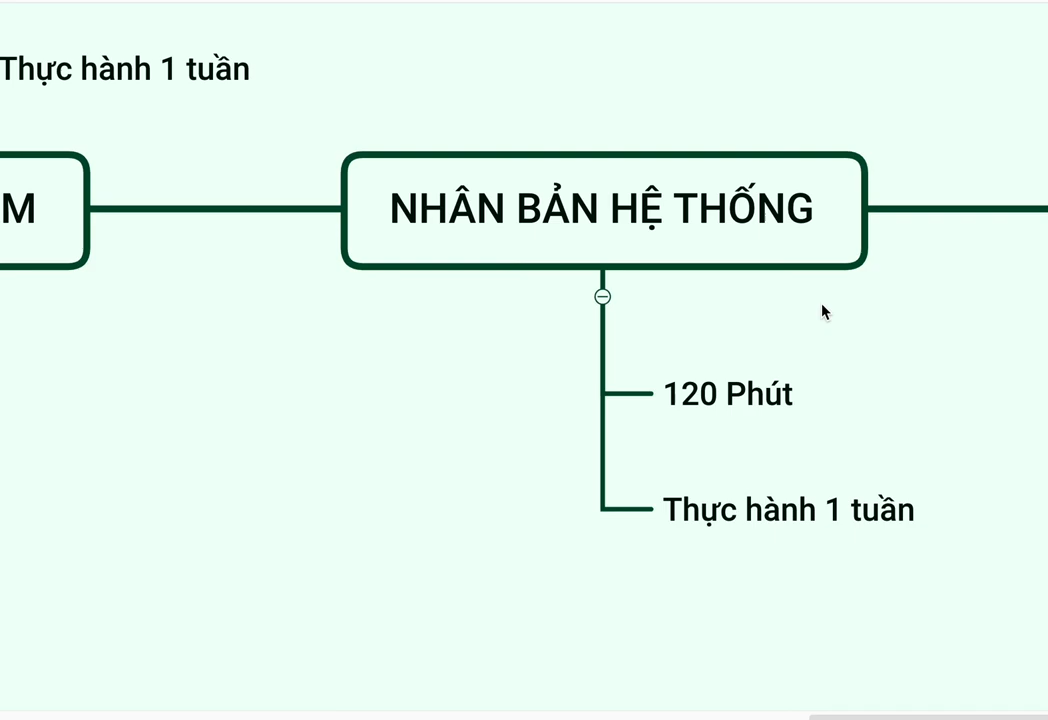 Thực hành 1 tuần
M
NHÂN BẢN HỆ THỐNG
120 Phút
Thực hành 1 tuần